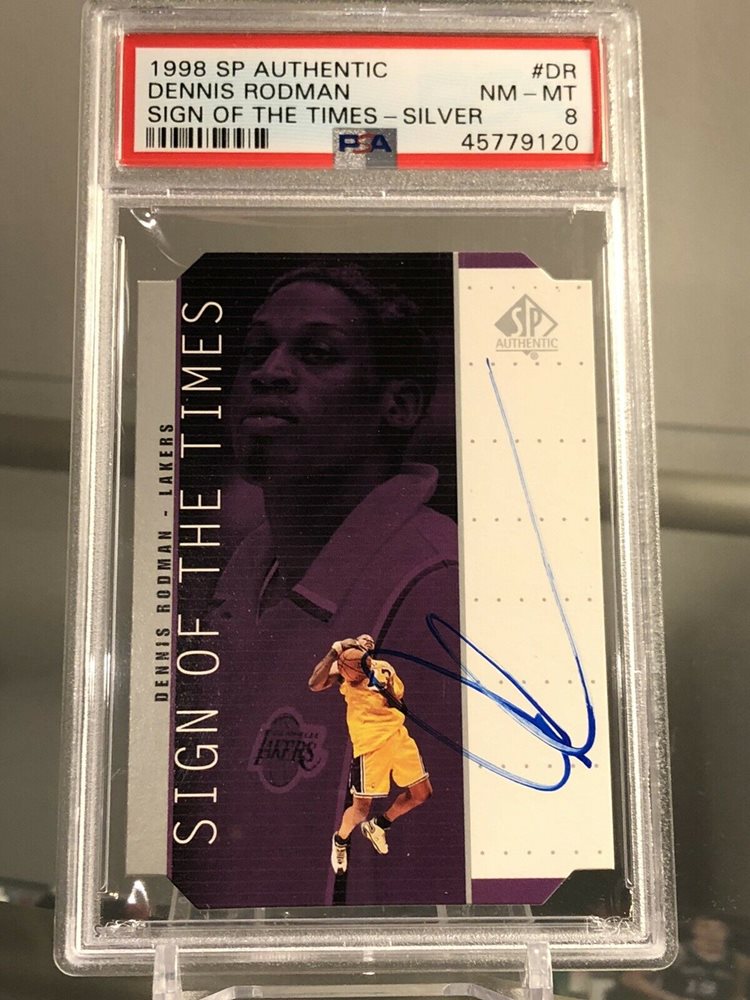 1998 SP AUTHENTIC #DR
DENNIS RODMAN NM - MT
SIGN OF THE TIMES - SILVER 8
PSA 45779120
SP
AUTHENTIC
DENNIS RODMAN - LAKERS
SIGN OF THE TIMES
LAKERS